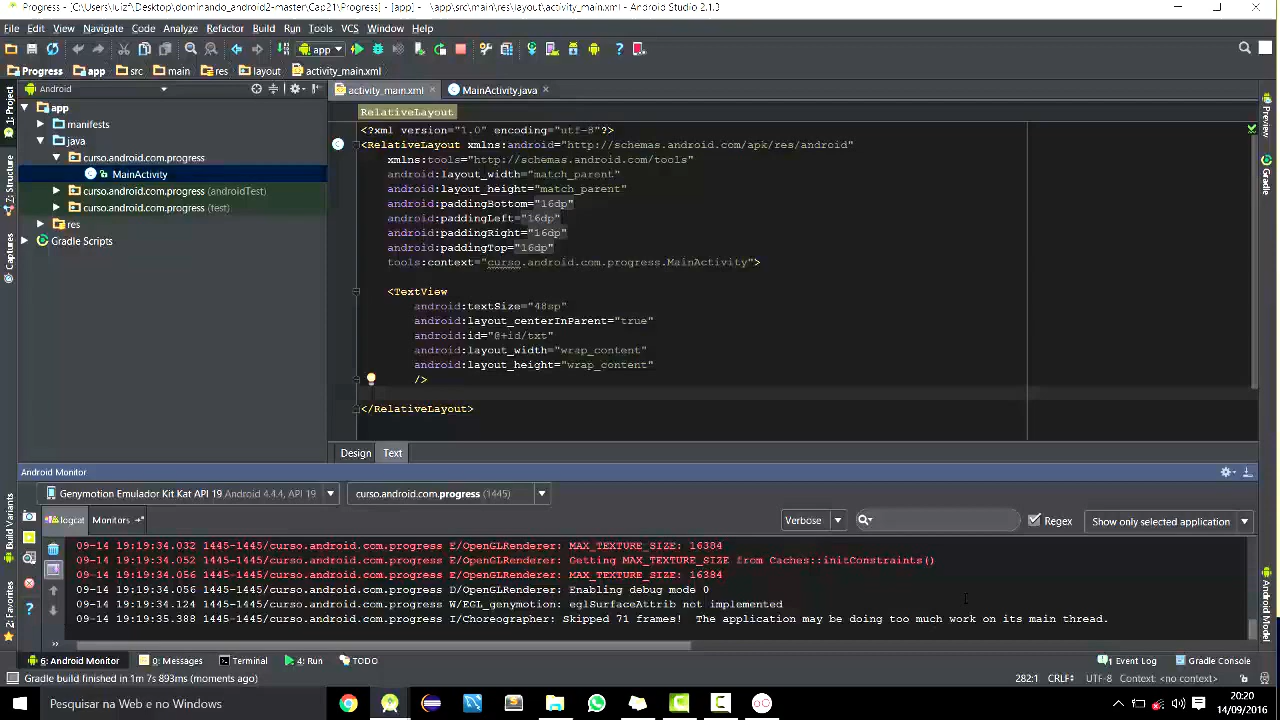 Progress - [C:\Users\luizf\Desktop\dominando_android2-master\Cap21\Progress] - [app] - ...\app\src\main\res\layout\activity_main.xml - Android Studio 2.1.3
File Edit View Navigate Code Analyze Refactor Build Run Tools VCS Window Help
app
Progress app src main res layout activity_main.xml
Android
activity_main.xml MainActivity.java
app
manifests
java
curso.android.com.progress
MainActivity
curso.android.com.progress (androidTest)
curso.android.com.progress (test)
res
Gradle Scripts
RelativeLayout
<?xml version="1.0" encoding="utf-8"?>
<RelativeLayout xmlns:android="http://schemas.android.com/apk/res/android"
xmlns:tools="http://schemas.android.com/tools"
android:layout_width="match_parent"
android:layout_height="match_parent"
android:paddingBottom="16dp"
android:paddingLeft="16dp"
android:paddingRight="16dp"
android:paddingTop="16dp"
tools:context="curso.android.com.progress.MainActivity">
<TextView
android:textSize="48sp"
android:layout_centerInParent="true"
android:id="@+id/txt"
android:layout_width="wrap_content"
android:layout_height="wrap_content"
/>
</RelativeLayout>
Design Text
1: Project
7: Structure
Captures
Build Variants
2: Favorites
Preview
Gradle
Android Model
Android Monitor
Genymotion Emulador Kit Kat API 19 Android 4.4.4, API 19 curso.android.com.progress (1445)
logcat Monitors Verbose Regex Show only selected application
09-14 19:19:34.032 1445-1445/curso.android.com.progress E/OpenGLRenderer: MAX_TEXTURE_SIZE: 16384
09-14 19:19:34.052 1445-1445/curso.android.com.progress E/OpenGLRenderer: Getting MAX_TEXTURE_SIZE from Caches::initConstraints()
09-14 19:19:34.056 1445-1445/curso.android.com.progress E/OpenGLRenderer: MAX_TEXTURE_SIZE: 16384
09-14 19:19:34.056 1445-1445/curso.android.com.progress D/OpenGLRenderer: Enabling debug mode 0
09-14 19:19:34.124 1445-1445/curso.android.com.progress W/EGL_genymotion: eglSurfaceAttrib not implemented
09-14 19:19:35.388 1445-1445/curso.android.com.progress I/Choreographer: Skipped 71 frames! The application may be doing too much work on its main thread.
6: Android Monitor 0: Messages Terminal 4: Run TODO 1 Event Log Gradle Console
Gradle build finished in 1m 7s 893ms (moments ago) 282:1 CRLF÷ UTF-8 Context: <no context>
Pesquisar na Web e no Windows
20:20
14/09/2016